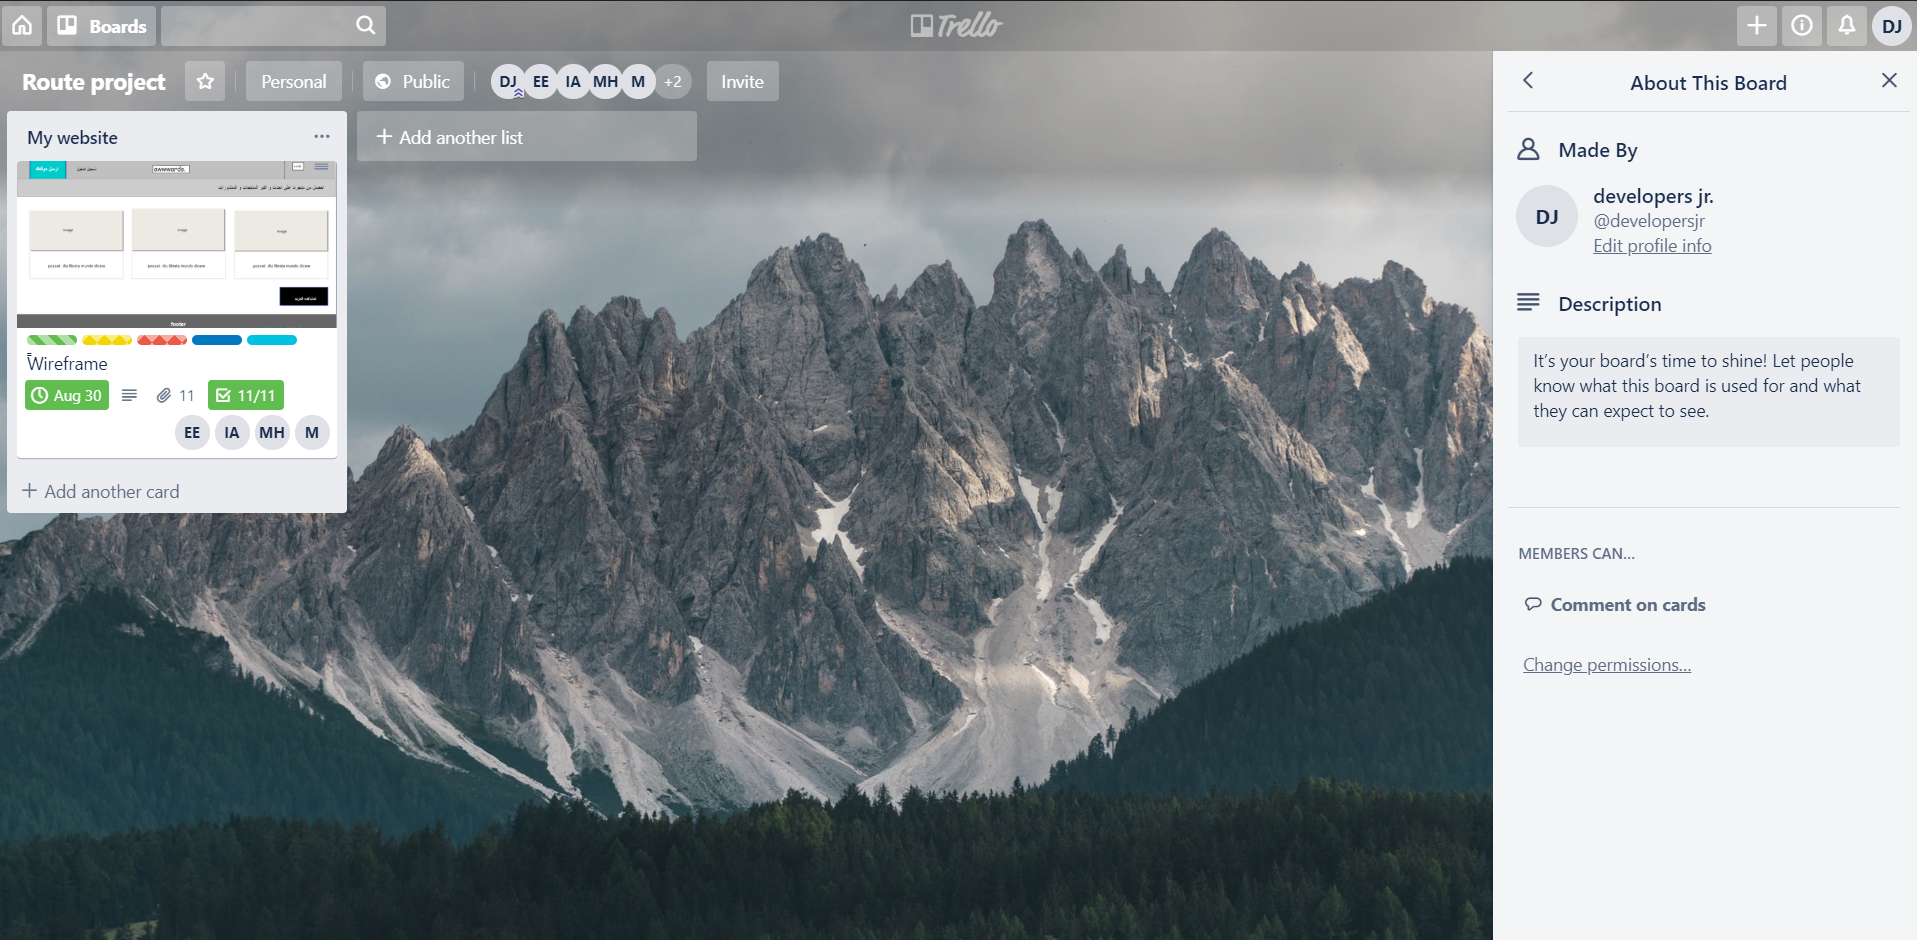 Boards
Trello
DJ
Route project
Personal
Public
DJ EE IA MH M +2
Invite
My website
Add another list
awwwards.
image image image
footer
Wireframe
Aug 30 11 11/11
EE IA MH M
Add another card
About This Board
Made By
DJ
developers jr.
@developersjr
Edit profile info
Description
It's your board's time to shine! Let people
know what this board is used for and what
they can expect to see.
MEMBERS CAN...
Comment on cards
Change permissions...